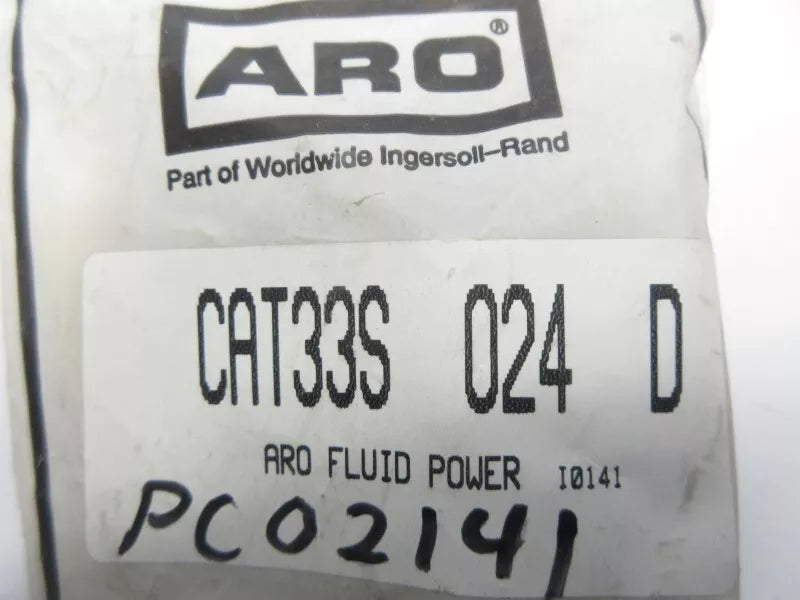 ARO®
Part of Worldwide Ingersoll-Rand
CAT33S 024 D
ARO FLUID POWER I0141
PC02141